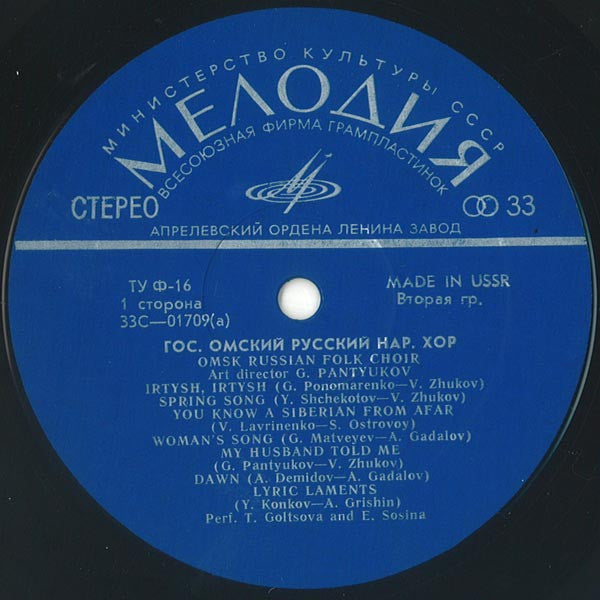 МИНИСТЕРСТВО КУЛЬТУРЫ СССР
МЕЛОДИЯ
ВСЕСОЮЗНАЯ ФИРМА ГРАМПЛАСТИНОК
СТЕРЕО
33
АПРЕЛЕВСКИЙ ОРДЕНА ЛЕНИНА ЗАВОД
ТУ Ф-16
MADE IN USSR
1 сторона
Вторая гр.
33С—01709(а)
ГОС. ОМСКИЙ РУССКИЙ НАР. ХОР
OMSK RUSSIAN FOLK CHOIR
Art director G. PANTYUKOV
IRTYSH, IRTYSH (G. Ponomarenko—V. Zhukov)
SPRING SONG (Y. Shchekotov—V. Zhukov)
YOU KNOW A SIBERIAN FROM AFAR
(V. Lavrinenko—S. Ostrovoy)
WOMAN'S SONG (G. Matveyev—A. Gadalov)
MY HUSBAND TOLD ME
(G. Pantyukov—V. Zhukov)
DAWN (A. Demidov—A. Gadalov)
LYRIC LAMENTS
(Y. Konkov—A. Grishin)
Perf. T. Goltsova and E. Sosina